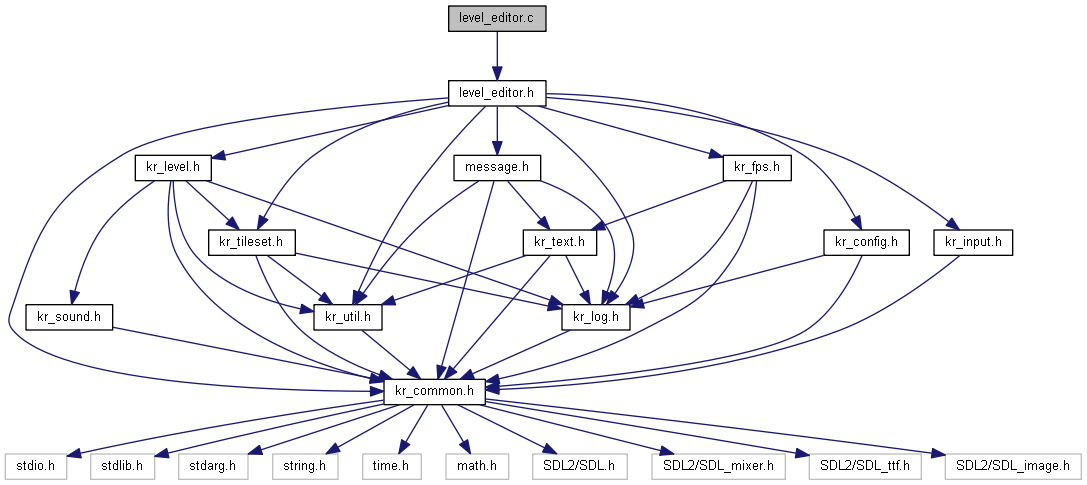 level_editor.c
level_editor.h
kr_level.h
message.h
kr_fps.h
kr_tileset.h
kr_text.h
kr_config.h
kr_input.h
kr_sound.h
kr_util.h
kr_log.h
kr_common.h
stdio.h
stdlib.h
stdarg.h
string.h
time.h
math.h
SDL2/SDL.h
SDL2/SDL_mixer.h
SDL2/SDL_ttf.h
SDL2/SDL_image.h